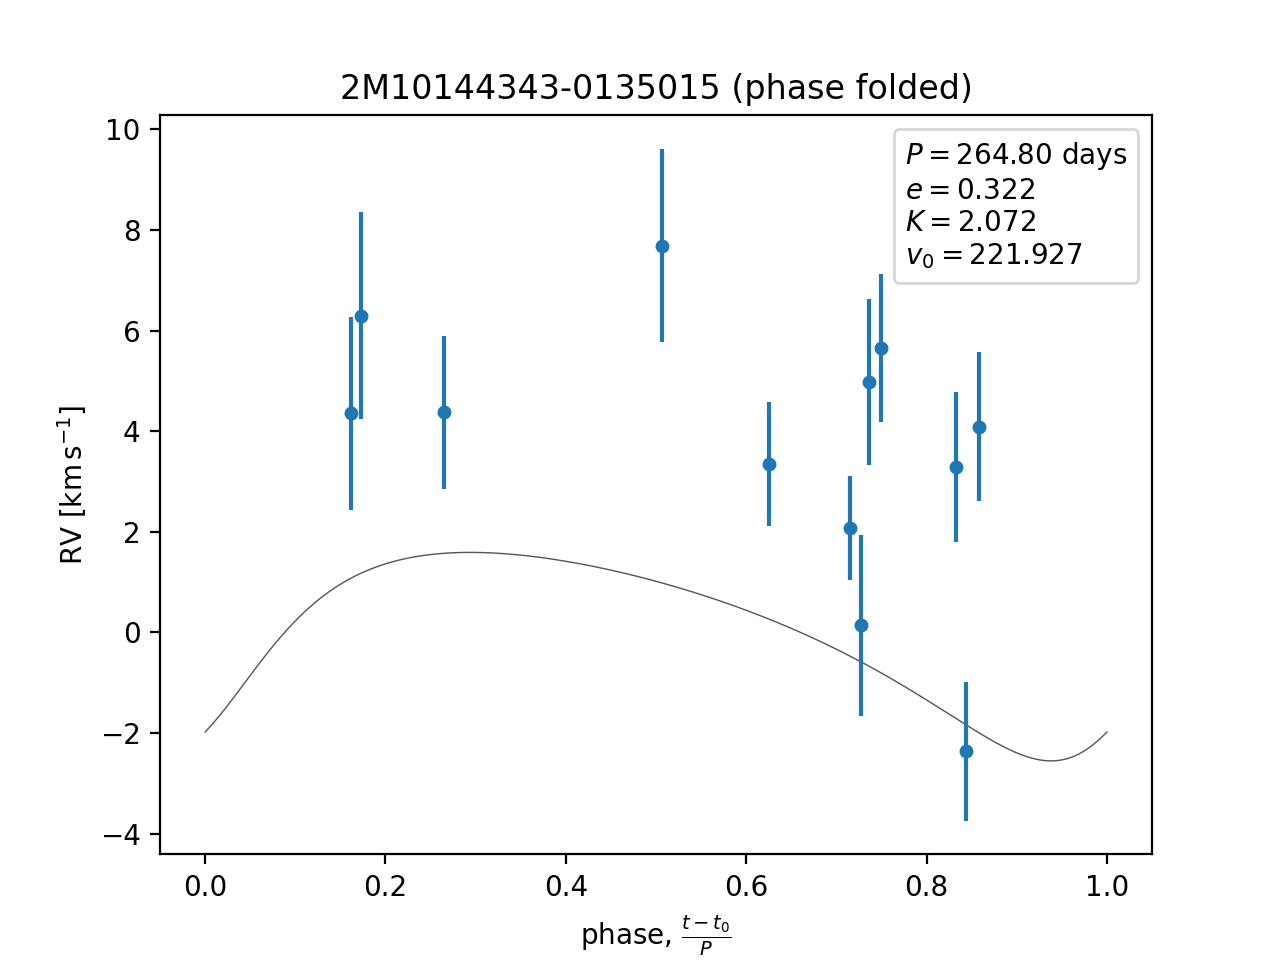 2M10144343-0135015 (phase folded)
P = 264.80 days
e = 0.322
K = 2.072
v₀ = 221.927
10
8
6
4
2
0
−2
−4
RV [km s⁻¹]
0.0 0.2 0.4 0.6 0.8 1.0
phase, (t − t₀)/P